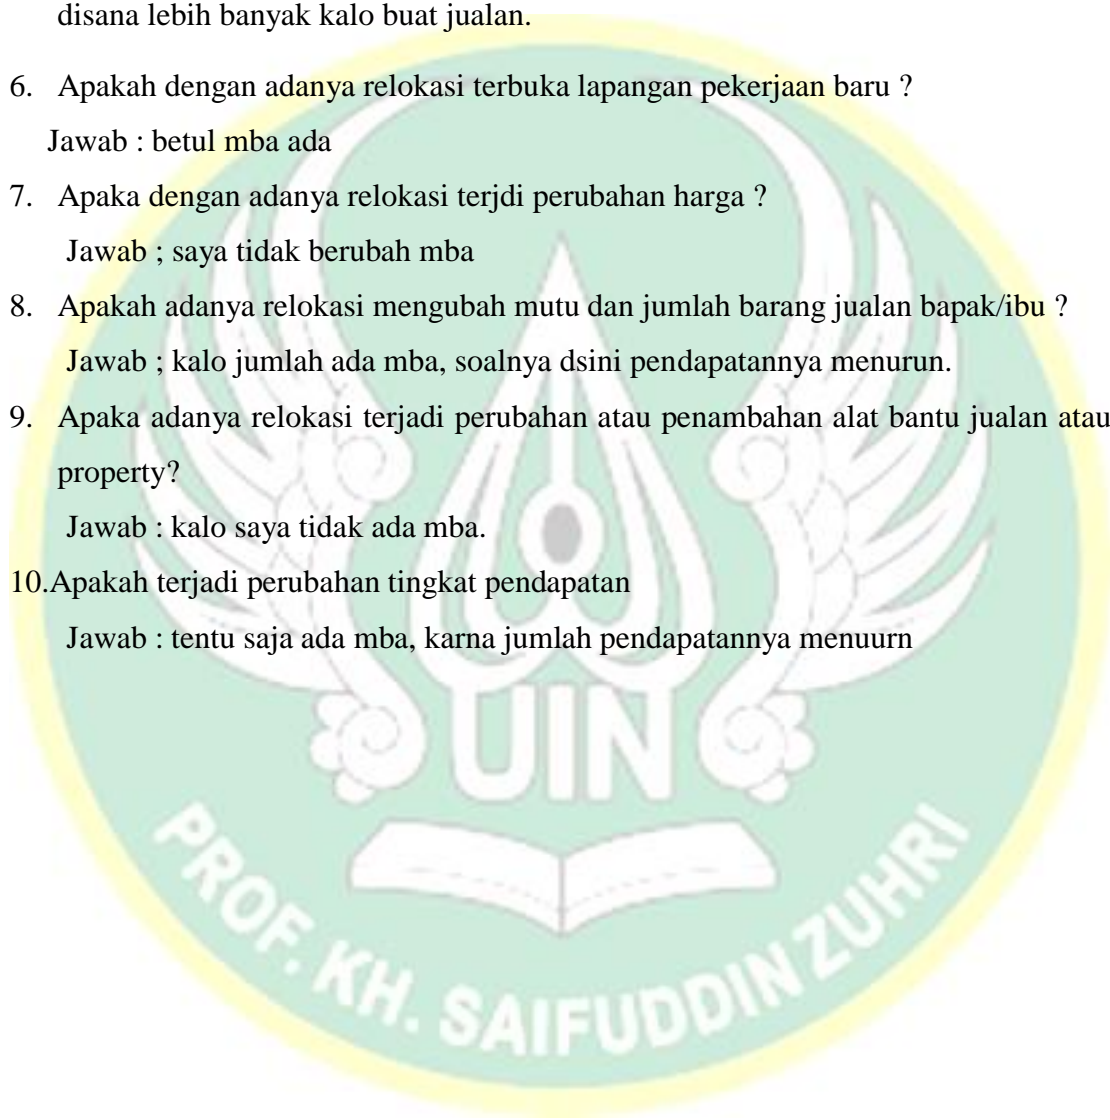 disana lebih banyak kalo buat jualan.
6. Apakah dengan adanya relokasi terbuka lapangan pekerjaan baru ?
Jawab : betul mba ada
7. Apaka dengan adanya relokasi terjdi perubahan harga ?
Jawab ; saya tidak berubah mba
8. Apakah adanya relokasi mengubah mutu dan jumlah barang jualan bapak/ibu ?
Jawab ; kalo jumlah ada mba, soalnya dsini pendapatannya menurun.
9. Apaka adanya relokasi terjadi perubahan atau penambahan alat bantu jualan atau
property?
Jawab : kalo saya tidak ada mba.
10.Apakah terjadi perubahan tingkat pendapatan
Jawab : tentu saja ada mba, karna jumlah pendapatannya menuurn
UIN
PROF. KH. SAIFUDDIN ZUHRI